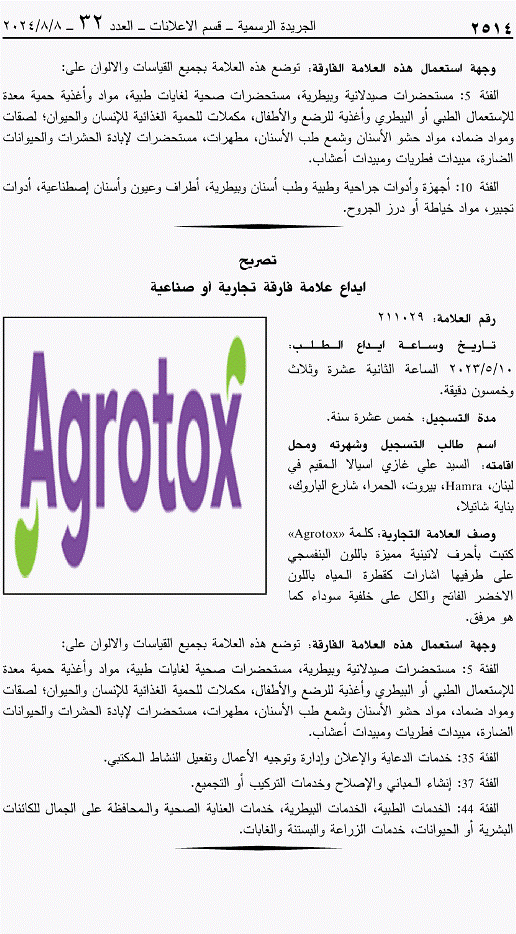 ٢٥١٤ الجريدة الرسمية – قسم الاعلانات – العدد ٣٢ – ٢٠٢٤/٨/٨
وجهة استعمال هذه العلامة الفارقة: توضع هذه العلامة بجميع القياسات والالوان على:
الفئة 5: مستحضرات صيدلانية وبيطرية، مستحضرات صحية لغايات طبية، مواد وأغذية حمية معدة
للإستعمال الطبي أو البيطري وأغذية للرضع والأطفال، مكملات للحمية الغذائية للإنسان والحيوان؛ لصقات
ومواد ضماد، مواد حشو الأسنان وشمع طب الأسنان، مطهرات، مستحضرات لإبادة الحشرات والحيوانات
الضارة، مبيدات فطريات ومبيدات أعشاب.
الفئة 10: أجهزة وأدوات جراحية وطبية وطب أسنان وبيطرية، أطراف وعيون وأسنان إصطناعية، أدوات
تجبير، مواد خياطة أو درز الجروح.
تصريح
ايداع علامة فارقة تجارية او صناعية
رقم العلامة: ٢١١٠٢٩
تاريخ وساعة ايداع الطلب:
٢٠٢٣/٥/١٠ الساعة الثانية عشرة وثلاث
وخمسون دقيقة.
مدة التسجيل: خمس عشرة سنة.
اسم طالب التسجيل وشهرته ومحل
اقامته: السيد علي غازي اسيالا المقيم في
لبنان، Hamra، بيروت، الحمرا، شارع الباروك،
بناية شاتيلا،
وصف العلامة التجارية: كلمة «Agrotox»
كتبت بأحرف لاتينية مميزة باللون البنفسجي
على طرفيها اشارات كقطرة المياه باللون
الاخضر الفاتح والكل على خلفية سوداء كما
هو مرفق.
Agrotox
وجهة استعمال هذه العلامة الفارقة: توضع هذه العلامة بجميع القياسات والالوان على:
الفئة 5: مستحضرات صيدلانية وبيطرية، مستحضرات صحية لغايات طبية، مواد وأغذية حمية معدة
للإستعمال الطبي أو البيطري وأغذية للرضع والأطفال، مكملات للحمية الغذائية للإنسان والحيوان؛ لصقات
ومواد ضماد، مواد حشو الأسنان وشمع طب الأسنان، مطهرات، مستحضرات لإبادة الحشرات والحيوانات
الضارة، مبيدات فطريات ومبيدات أعشاب.
الفئة 35: خدمات الدعاية والإعلان وإدارة وتوجيه الأعمال وتفعيل النشاط المكتبي.
الفئة 37: إنشاء المباني والإصلاح وخدمات التركيب أو التجميع.
الفئة 44: الخدمات الطبية، الخدمات البيطرية، خدمات العناية الصحية والمحافظة على الجمال للكائنات
البشرية أو الحيوانات، خدمات الزراعة والبستنة والغابات.